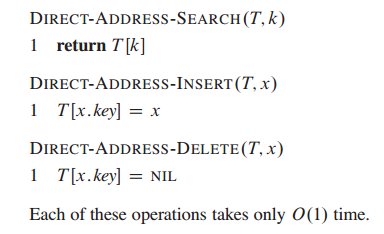 DIRECT-ADDRESS-SEARCH(T, k)
1 return T[k]
DIRECT-ADDRESS-INSERT(T, x)
1 T[x.key] = x
DIRECT-ADDRESS-DELETE(T, x)
1 T[x.key] = NIL
Each of these operations takes only O(1) time.